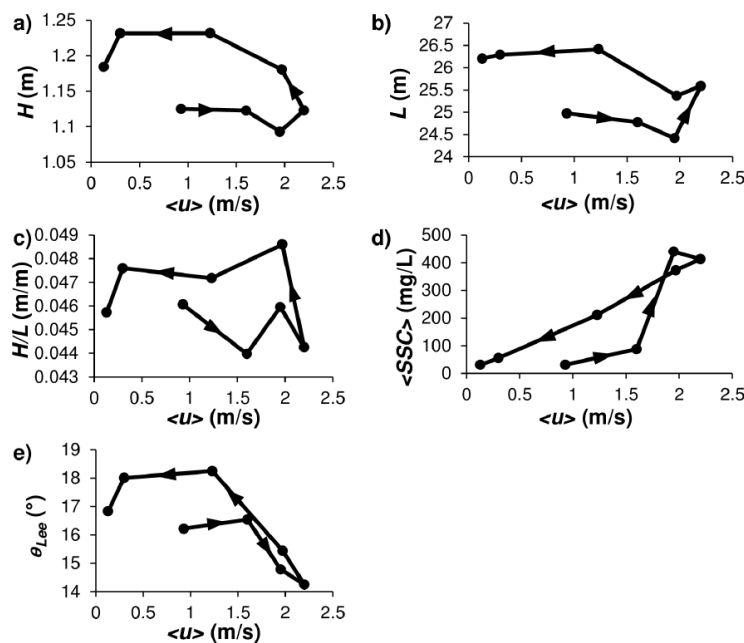 a)
H (m)
1.25
1.2
1.15
1.1
1.05
0 0.5 1 1.5 2 2.5
<u> (m/s)
b)
L (m)
27
26.5
26
25.5
25
24.5
24
0 0.5 1 1.5 2 2.5
<u> (m/s)
c)
H/L (m/m)
0.049
0.048
0.047
0.046
0.045
0.044
0.043
0 0.5 1 1.5 2 2.5
<u> (m/s)
d)
<SSC> (mg/L)
500
400
300
200
100
0
0 0.5 1 1.5 2 2.5
<u> (m/s)
e)
θLee (°)
19
18
17
16
15
14
0 0.5 1 1.5 2 2.5
<u> (m/s)